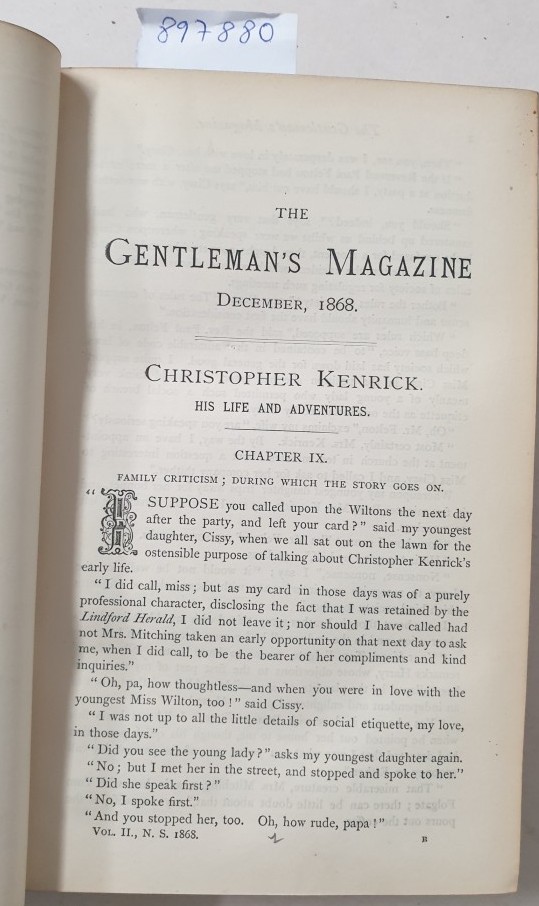 897880
THE
GENTLEMAN'S MAGAZINE
DECEMBER, 1868.
CHRISTOPHER KENRICK.
HIS LIFE AND ADVENTURES.
CHAPTER IX.
FAMILY CRITICISM; DURING WHICH THE STORY GOES ON.
"I SUPPOSE you called upon the Wiltons the next day
after the party, and left your card?" said my youngest
daughter, Cissy, when we all sat out on the lawn for the
ostensible purpose of talking about Christopher Kenrick's
early life.
"I did call, miss; but as my card in those days was of a purely
professional character, disclosing the fact that I was retained by the
Lindford Herald, I did not leave it; nor should I have called had
not Mrs. Mitching taken an early opportunity on that next day to ask
me, when I did call, to be the bearer of her compliments and kind
inquiries."
"Oh, pa, how thoughtless—and when you were in love with the
youngest Miss Wilton, too!" said Cissy.
"I was not up to all the little details of social etiquette, my love,
in those days."
"Did you see the young lady?" asks my youngest daughter again.
"No; but I met her in the street, and stopped and spoke to her."
"Did she speak first?"
"No, I spoke first."
"And you stopped her, too. Oh, how rude, papa!"
VOL. II., N. S. 1868.
B